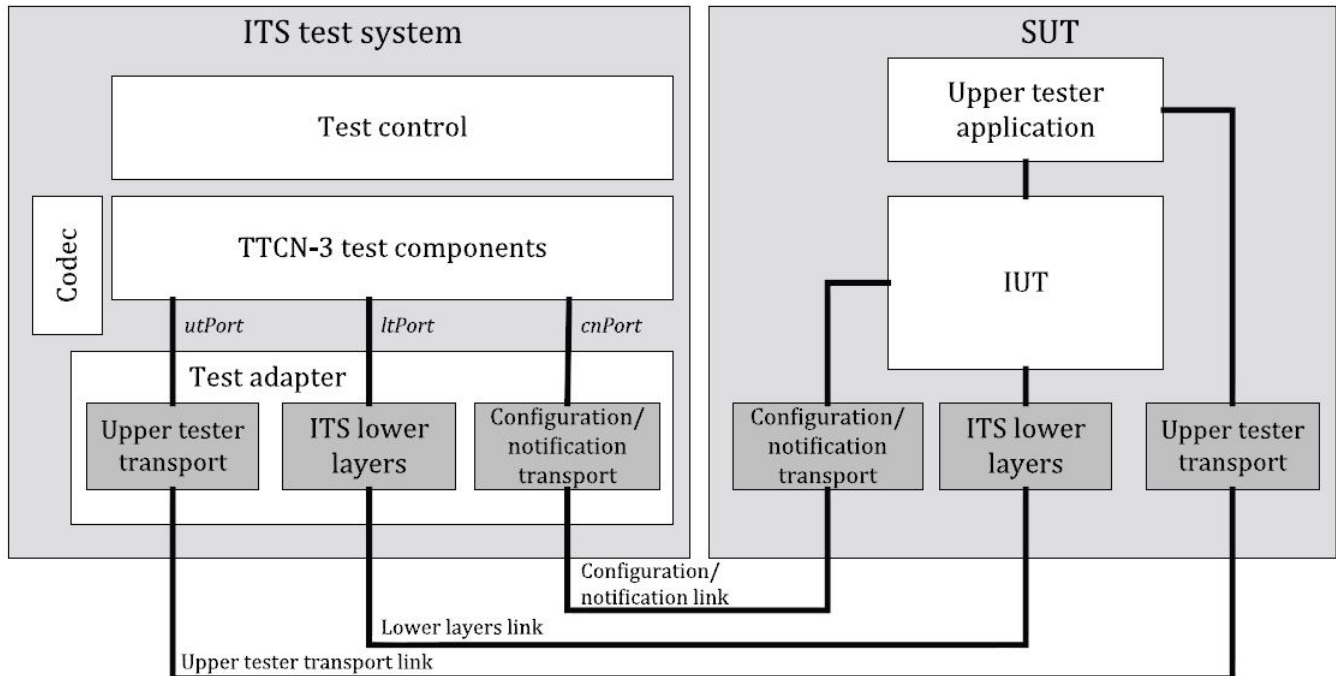 ITS test system
Test control
Codec
TTCN-3 test components
utPort
ltPort
cnPort
Test adapter
Upper tester
transport
ITS lower
layers
Configuration/
notification
transport
SUT
Upper tester
application
IUT
Configuration/
notification
transport
ITS lower
layers
Upper tester
transport
Configuration/
notification link
Lower layers link
Upper tester transport link